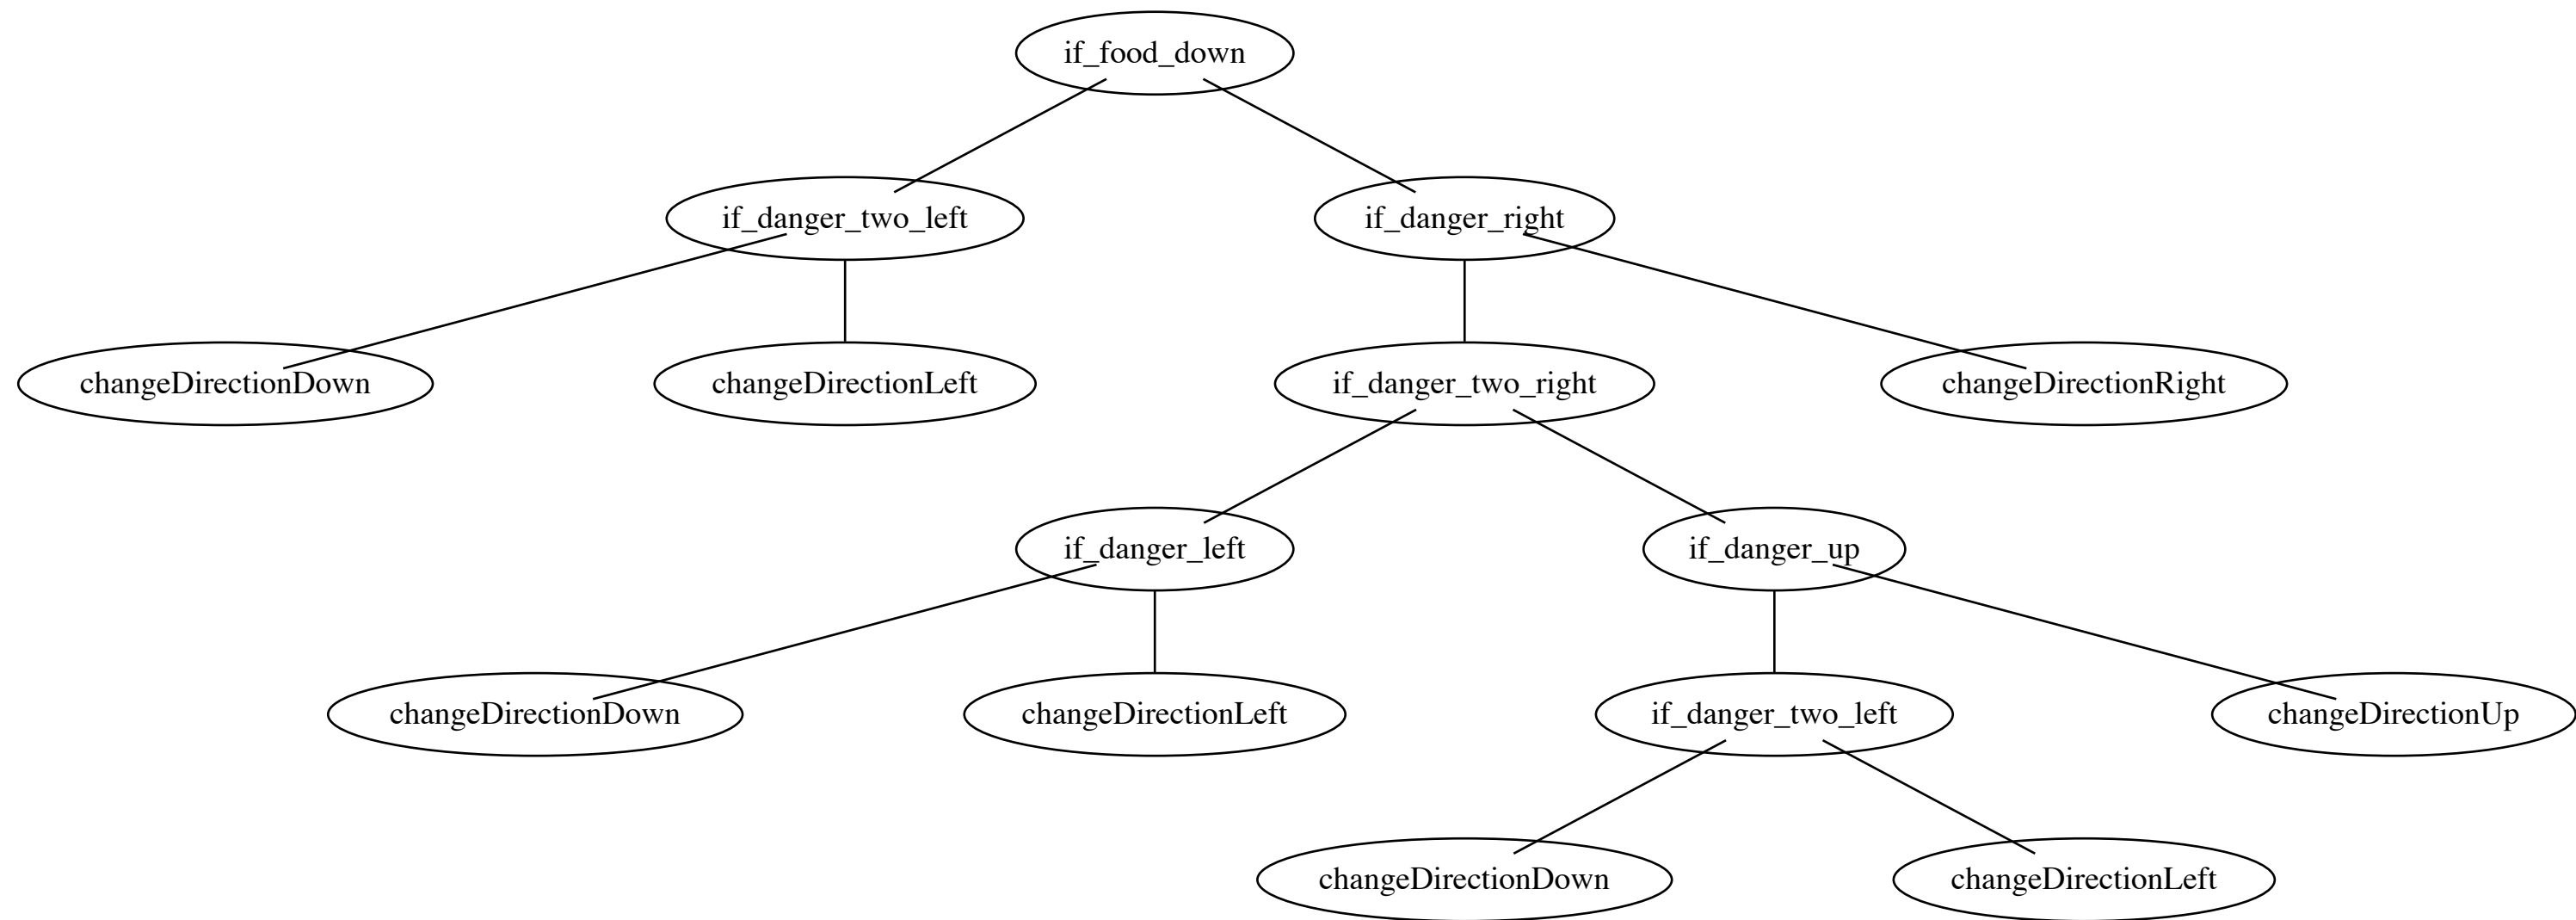 if_food_down
if_danger_two_left
if_danger_right
changeDirectionDown
changeDirectionLeft
if_danger_two_right
changeDirectionRight
if_danger_left
if_danger_up
changeDirectionDown
changeDirectionLeft
if_danger_two_left
changeDirectionUp
changeDirectionDown
changeDirectionLeft